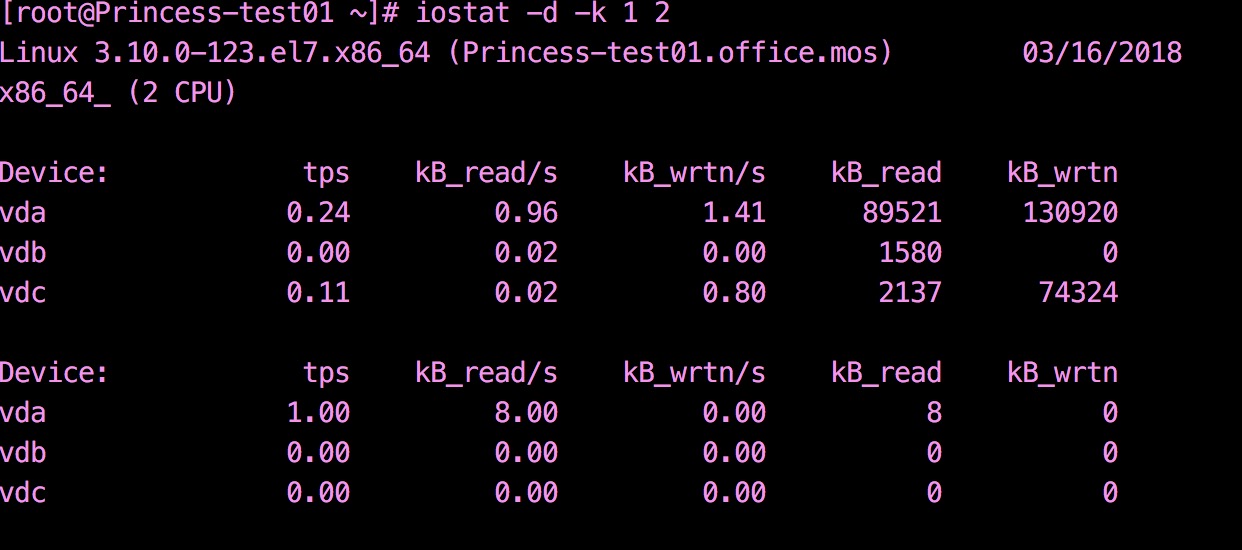 [root@Princess-test01 ~]# iostat -d -k 1 2
Linux 3.10.0-123.el7.x86_64 (Princess-test01.office.mos)        03/16/2018
x86_64_ (2 CPU)
Device:            tps    kB_read/s    kB_wrtn/s    kB_read    kB_wrtn
vda               0.24         0.96         1.41      89521     130920
vdb               0.00         0.02         0.00       1580          0
vdc               0.11         0.02         0.80       2137      74324
Device:            tps    kB_read/s    kB_wrtn/s    kB_read    kB_wrtn
vda               1.00         8.00         0.00          8          0
vdb               0.00         0.00         0.00          0          0
vdc               0.00         0.00         0.00          0          0